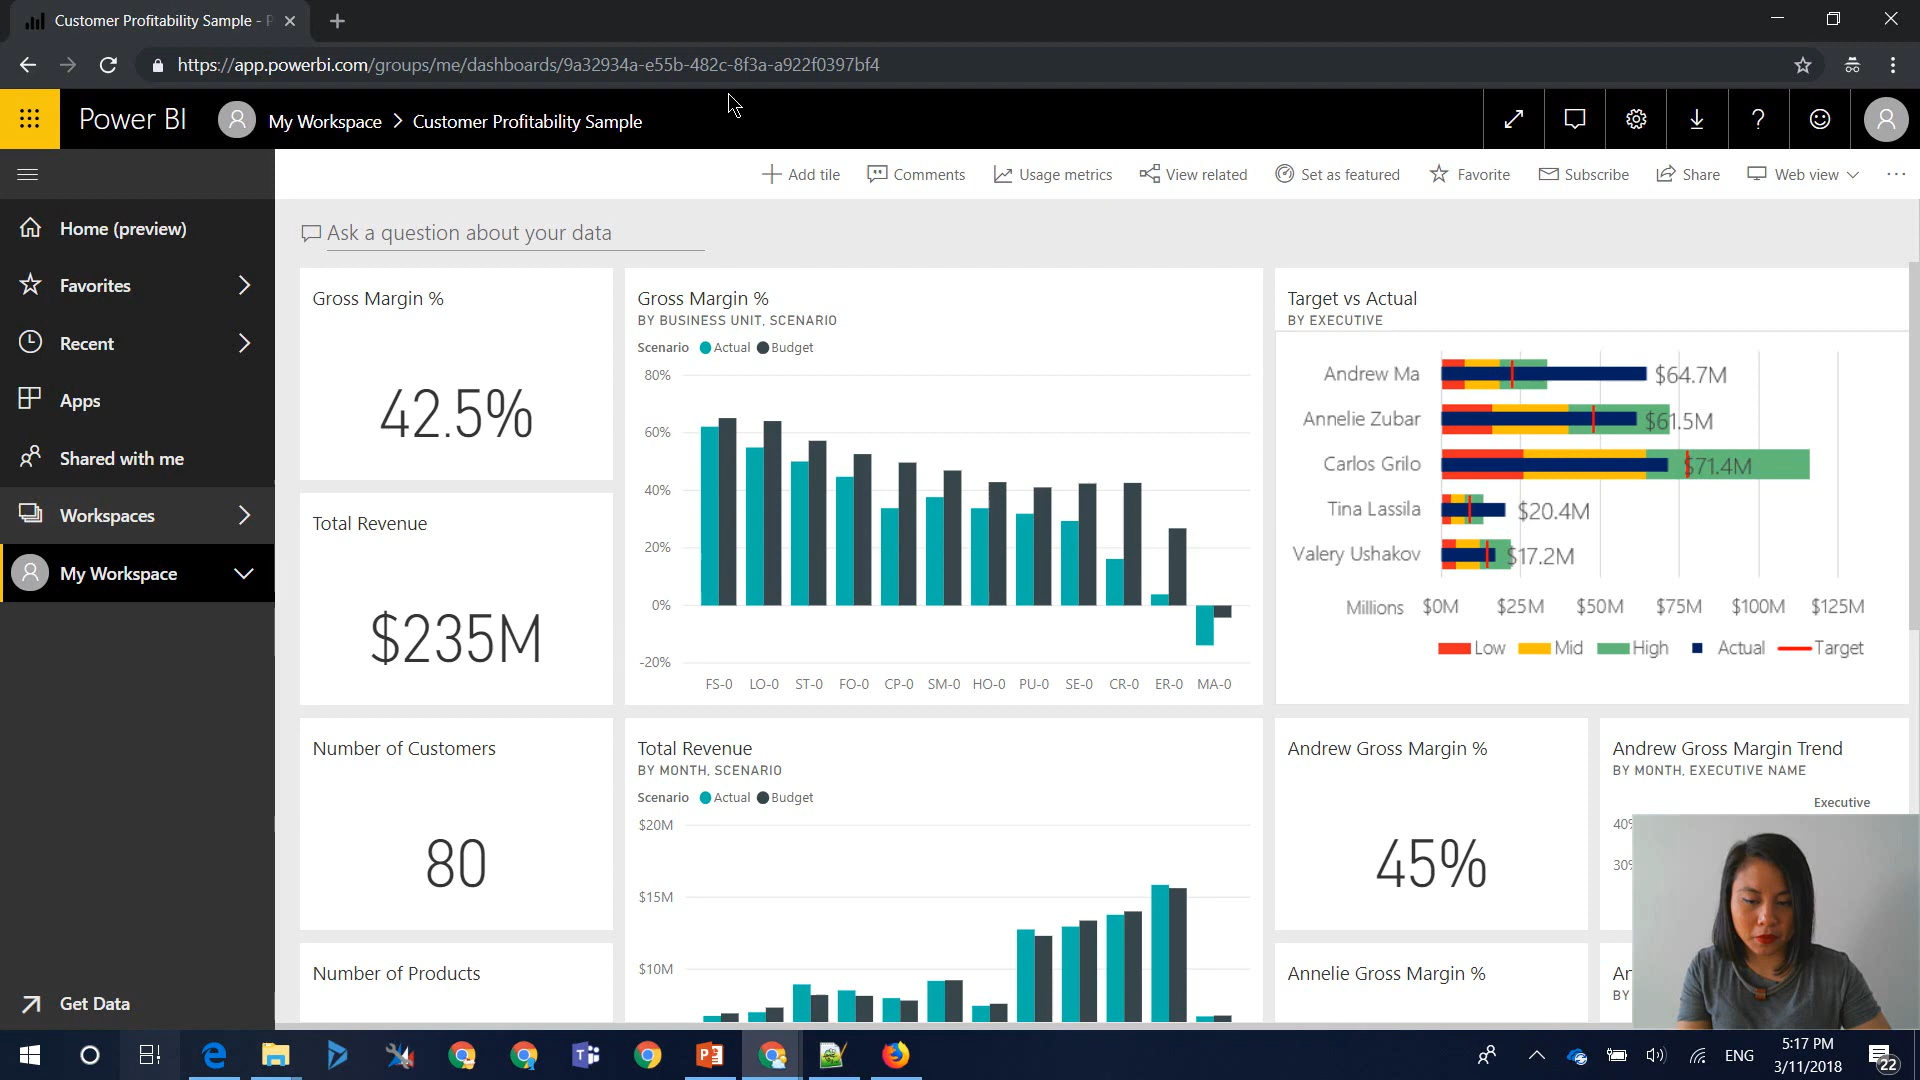 Customer Profitability Sample - P
https://app.powerbi.com/groups/me/dashboards/9a32934a-e55b-482c-8f3a-a922f0397bf4
Power BI
My Workspace > Customer Profitability Sample
?
Add tile
Comments
Usage metrics
View related
Set as featured
Favorite
Subscribe
Share
Web view
...
Home (preview)
Favorites
Recent
Apps
Shared with me
Workspaces
My Workspace
Get Data
Ask a question about your data
Gross Margin %
42.5%
Total Revenue
$235M
Number of Customers
80
Number of Products
Gross Margin %
BY BUSINESS UNIT, SCENARIO
Scenario Actual Budget
80%
60%
40%
20%
0%
-20%
FS-0 LO-0 ST-0 FO-0 CP-0 SM-0 HO-0 PU-0 SE-0 CR-0 ER-0 MA-0
Total Revenue
BY MONTH, SCENARIO
Scenario Actual Budget
$20M
$15M
$10M
Target vs Actual
BY EXECUTIVE
Andrew Ma $64.7M
Annelie Zubar $61.5M
Carlos Grilo $71.4M
Tina Lassila $20.4M
Valery Ushakov $17.2M
Millions $0M $25M $50M $75M $100M $125M
Low Mid High Actual Target
Andrew Gross Margin %
45%
Annelie Gross Margin %
Andrew Gross Margin Trend
BY MONTH, EXECUTIVE NAME
Executive
40%
30%
An
BY
ENG
5:17 PM
3/11/2018
22